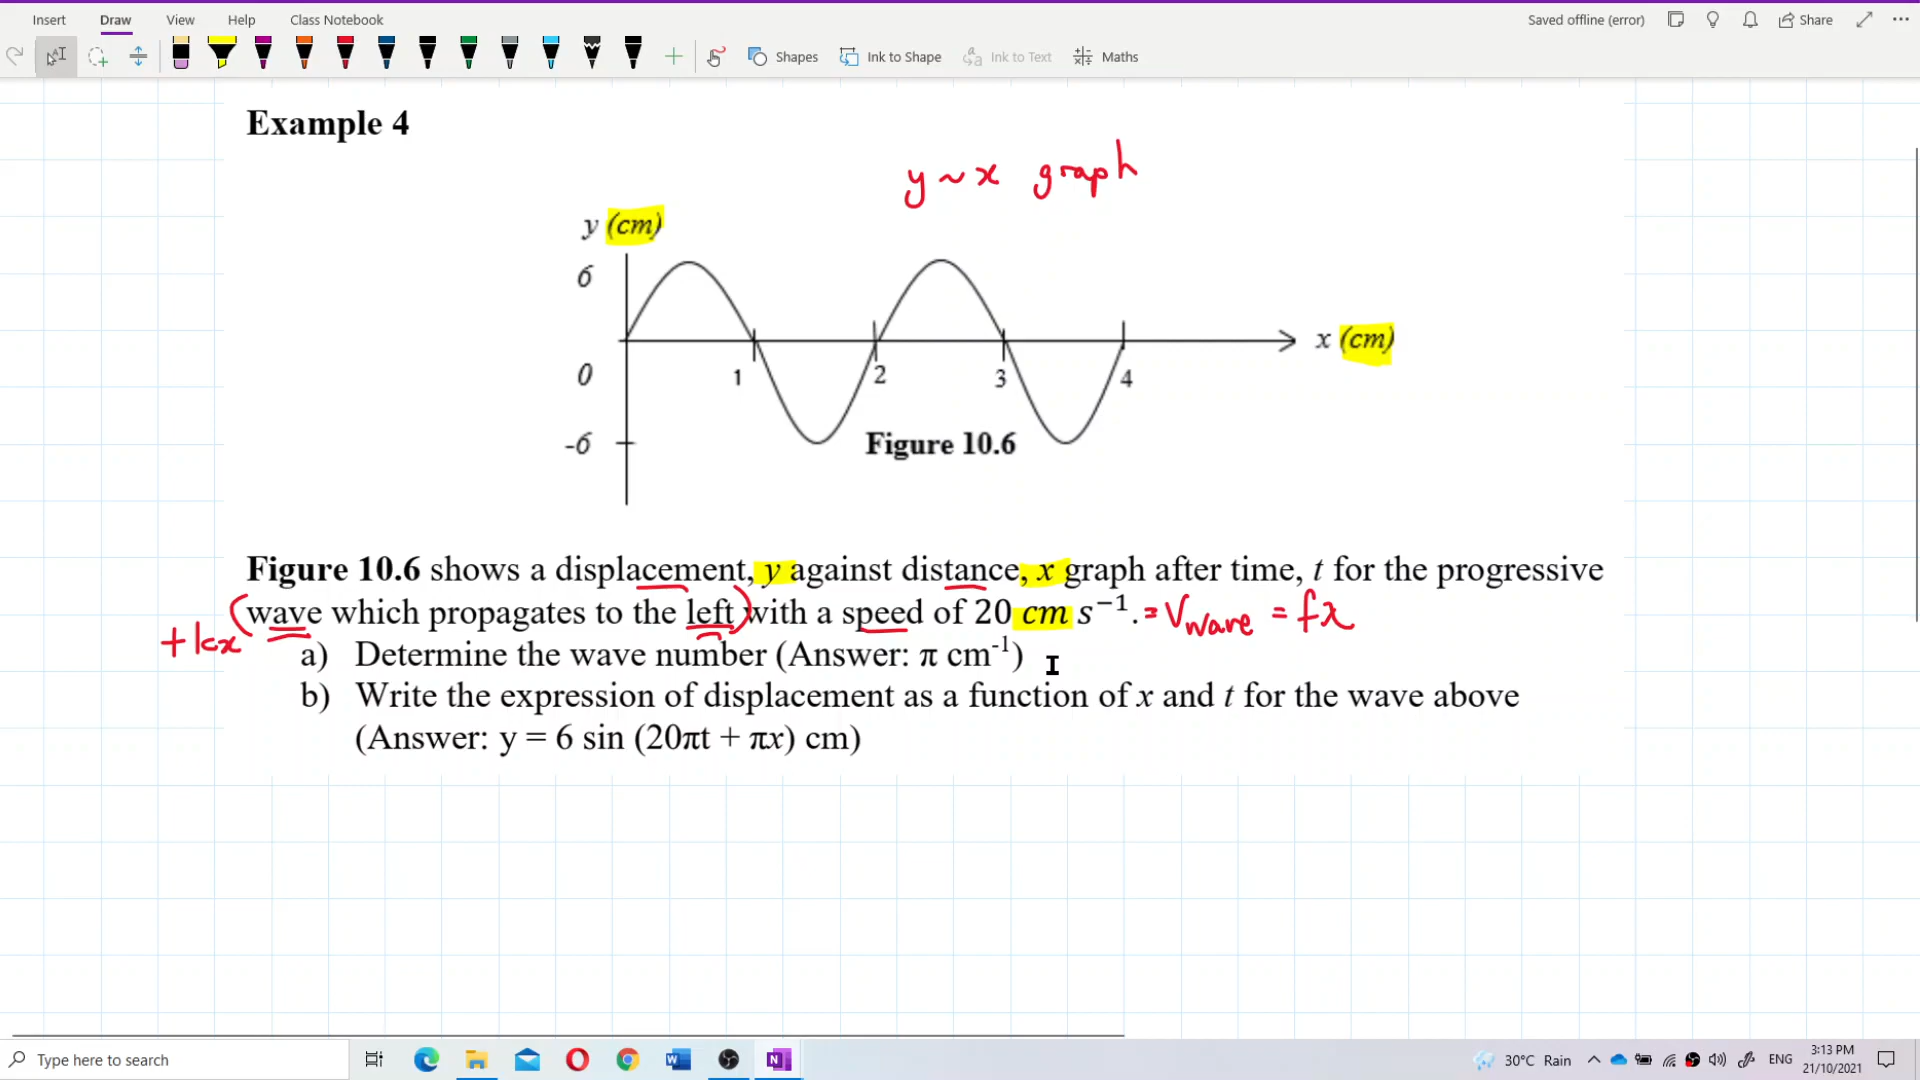 Insert Draw View Help Class Notebook Saved offline (error) Share
Shapes Ink to Shape Ink to Text Maths
Example 4
y ~ x graph
y (cm)
6
x (cm)
0 1 2 3 4
-6 Figure 10.6
Figure 10.6 shows a displacement, y against distance, x graph after time, t for the progressive
wave which propagates to the left with a speed of 20 cm s⁻¹. = Vwave = fλ
+kx
a) Determine the wave number (Answer: π cm⁻¹)
b) Write the expression of displacement as a function of x and t for the wave above
(Answer: y = 6 sin (20πt + πx) cm)
Type here to search 30°C Rain ENG 3:13 PM
21/10/2021